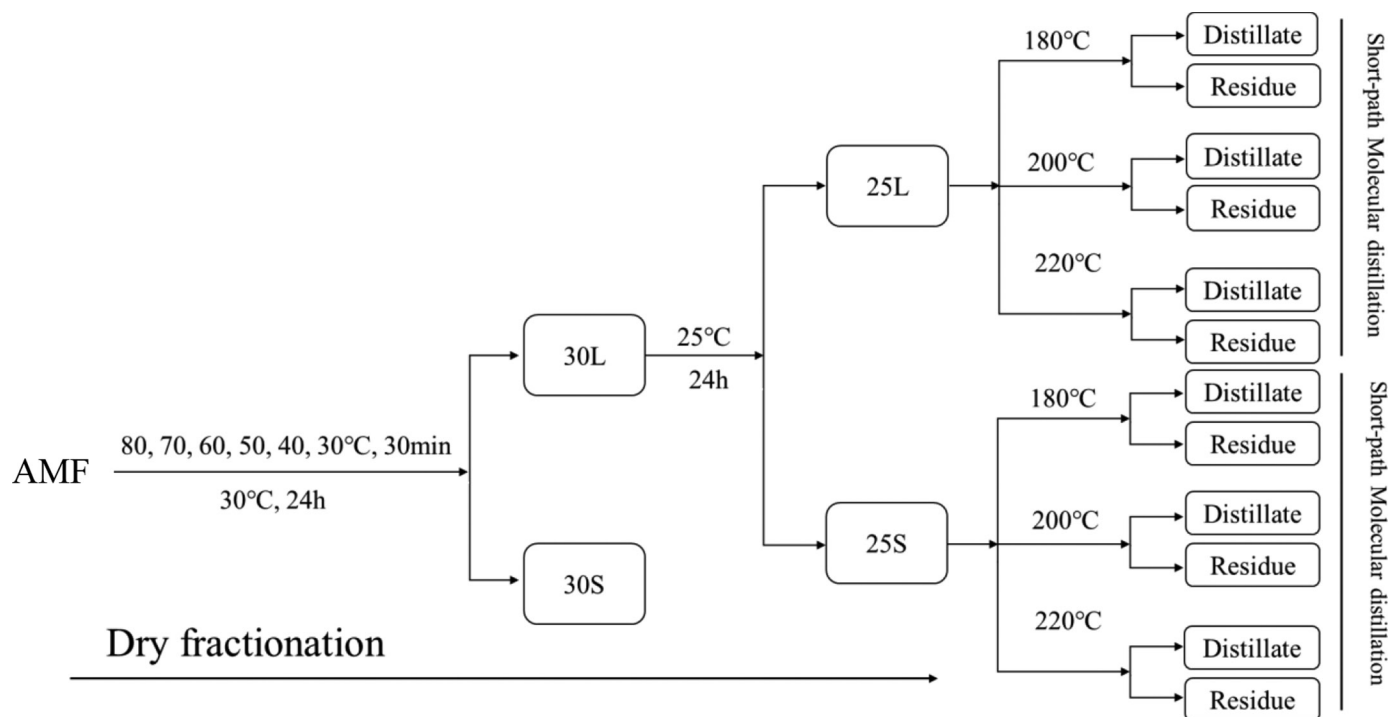 AMF
80, 70, 60, 50, 40, 30℃, 30min
30℃, 24h
30L
30S
25℃
24h
25L
25S
180℃
Distillate
Residue
200℃
Distillate
Residue
220℃
Distillate
Residue
180℃
Distillate
Residue
200℃
Distillate
Residue
220℃
Distillate
Residue
Short-path Molecular distillation
Short-path Molecular distillation
Dry fractionation